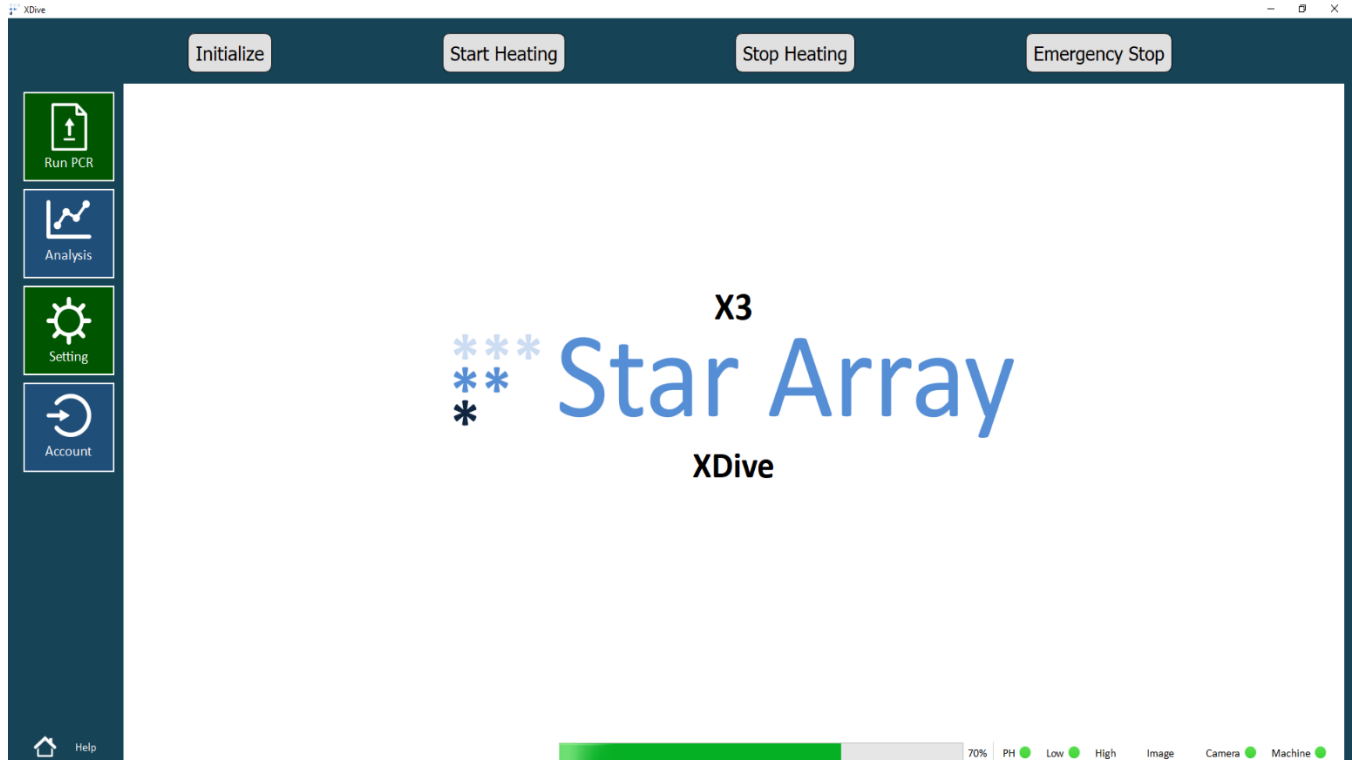 XDive
Initialize
Start Heating
Stop Heating
Emergency Stop
Run PCR
Analysis
Setting
Account
X3
*** Star Array
**
*
XDive
Help
70% PH Low High Image Camera Machine